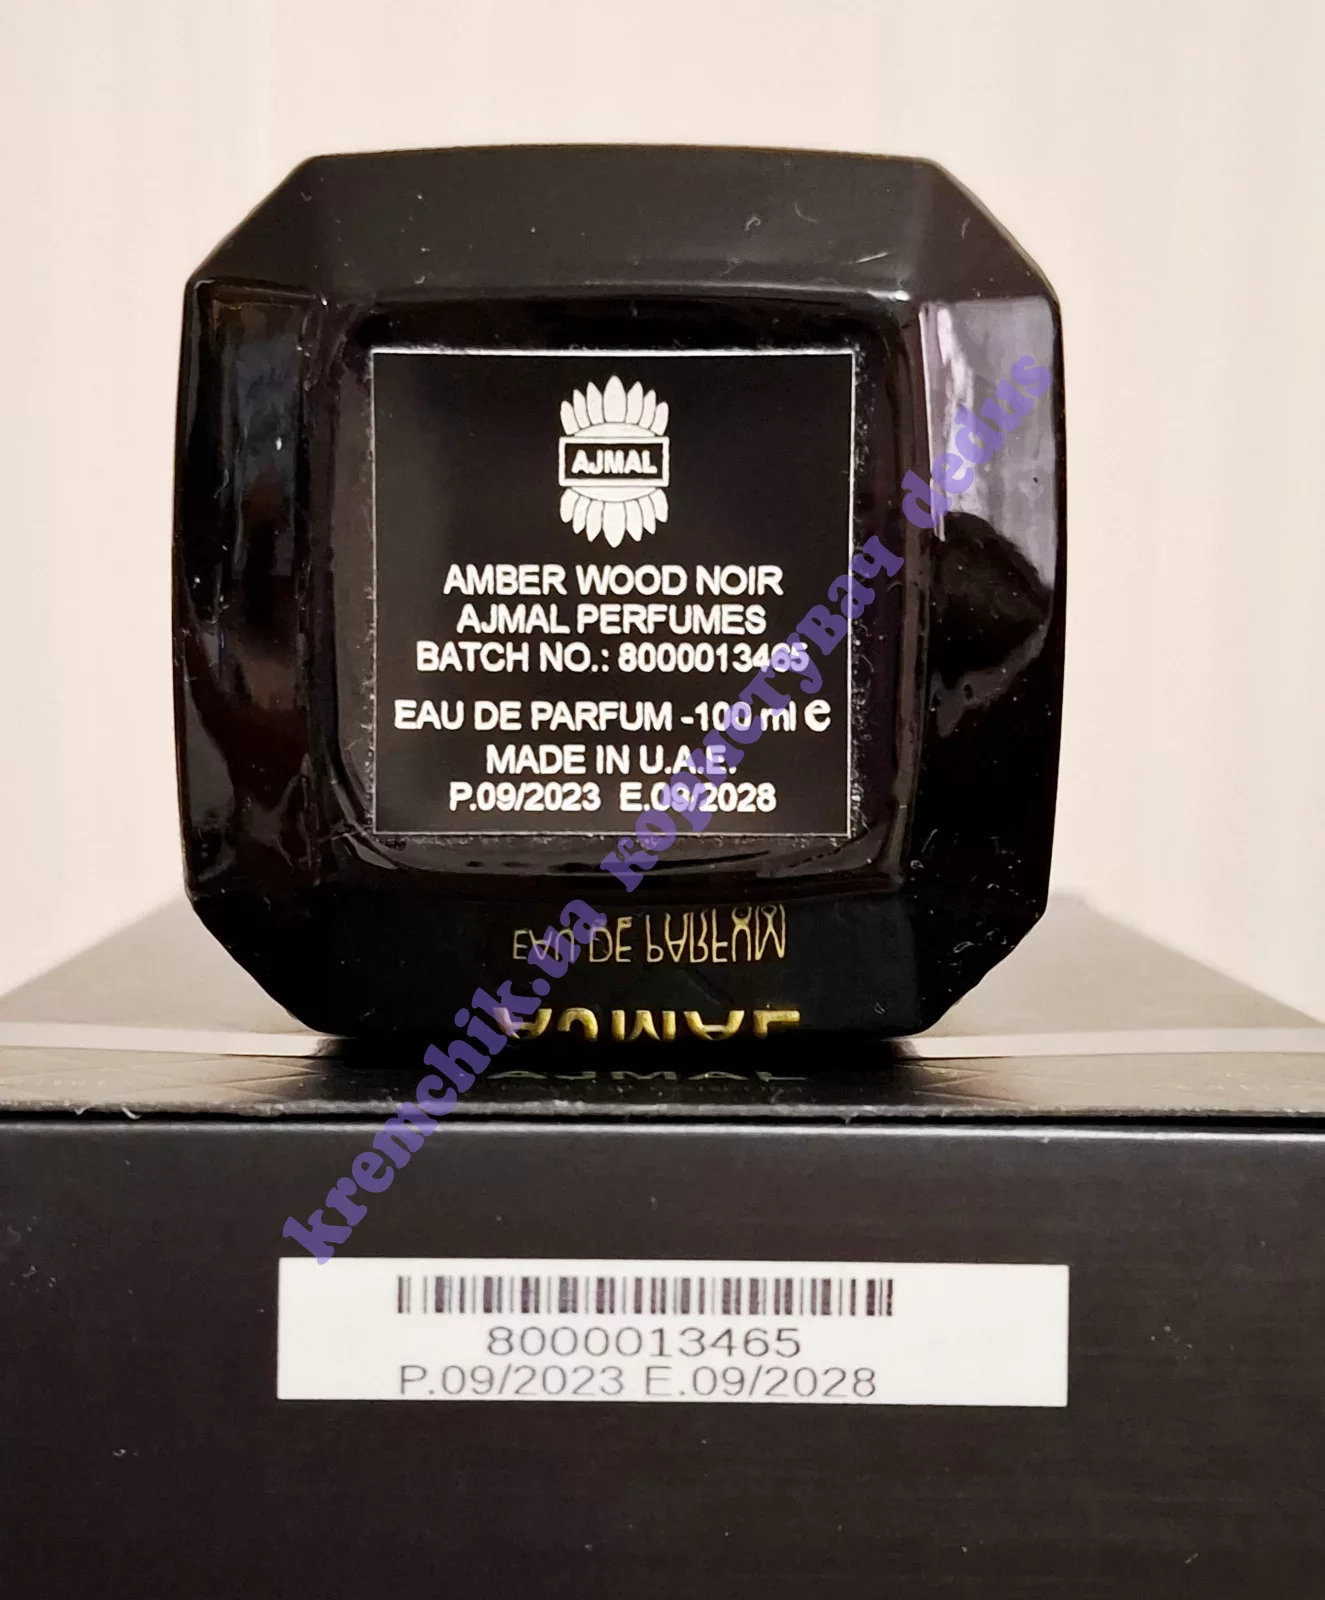 AJMAL
AMBER WOOD NOIR
AJMAL PERFUMES
BATCH NO.: 8000013465
EAU DE PARFUM -100 ml e
MADE IN U.A.E.
P.09/2023 E.09/2028
EAU DE PARFUM
AJMAL
8000013465
P.09/2023 E.09/2028
kremchik.ua користувач dedus